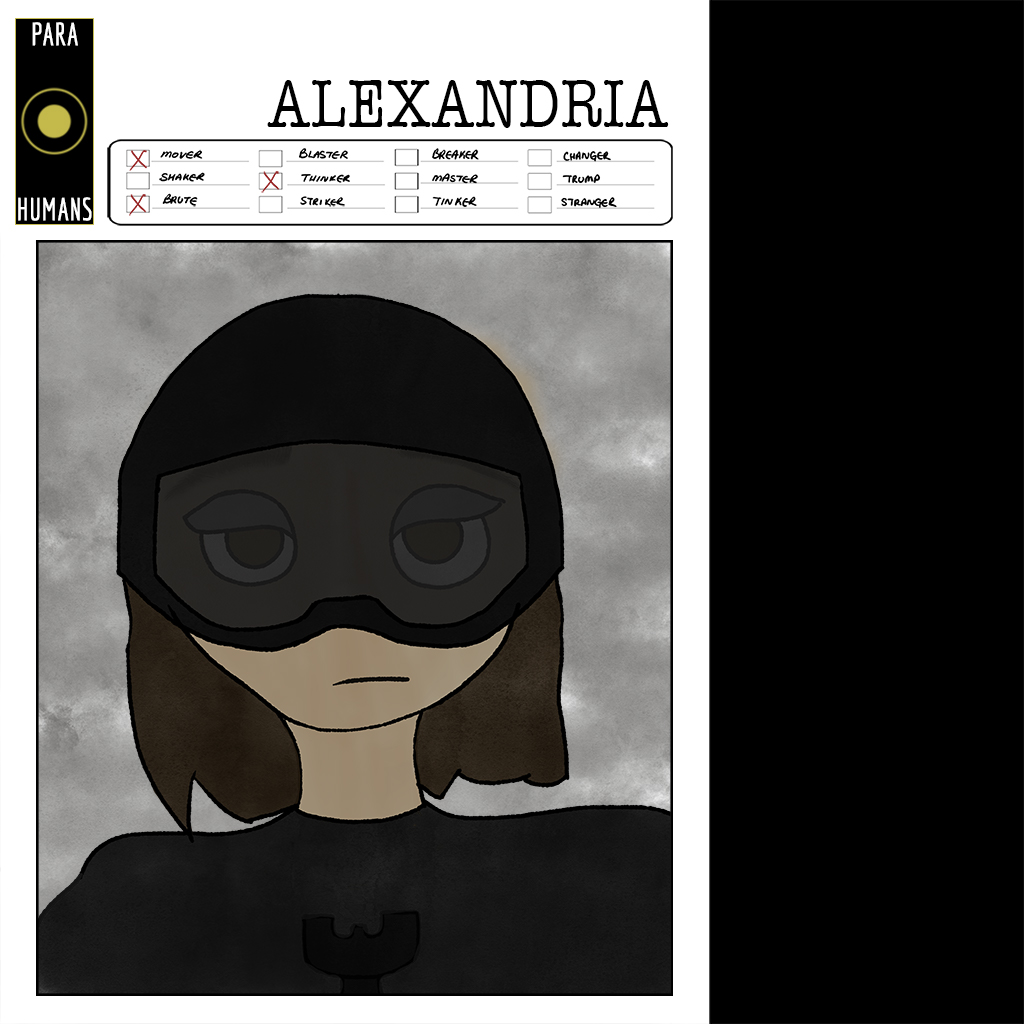 PARA
HUMANS
ALEXANDRIA
MOVER BLASTER BREAKER CHANGER
SHAKER THINKER MASTER TRUMP
BRUTE STRIKER TINKER STRANGER